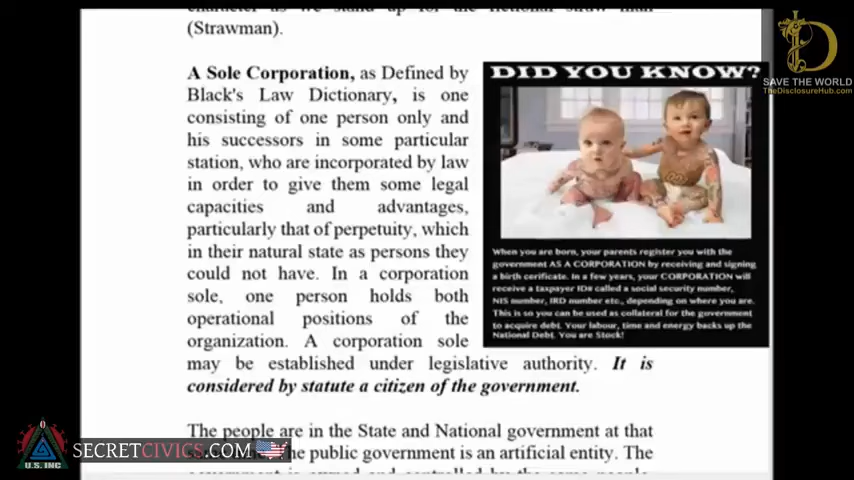 (Strawman).
A Sole Corporation, as Defined by
Black's Law Dictionary, is one
consisting of one person only and
his successors in some particular
station, who are incorporated by law
in order to give them some legal
capacities and advantages,
particularly that of perpetuity, which
in their natural state as persons they
could not have. In a corporation
sole, one person holds both
operational positions of the
organization. A corporation sole
may be established under legislative authority. It is
considered by statute a citizen of the government.
DID YOU KNOW?
When you are born, your parents register you with the
government AS A CORPORATION by receiving and signing
a birth cerificate. In a few years, your CORPORATION will
receive a taxpayer ID# called a social security number,
NIS number, IRD number etc., depending on where you are.
This is so you can be used as collateral for the government
to acquire debt. Your labour, time and energy backs up the
National Debt. You are Stock!
The people are in the State and National government at that
the public government is an artificial entity. The
SAVE THE WORLD
TheDisclosureHub.com
U.S. INC
SECRETCIVICS.COM